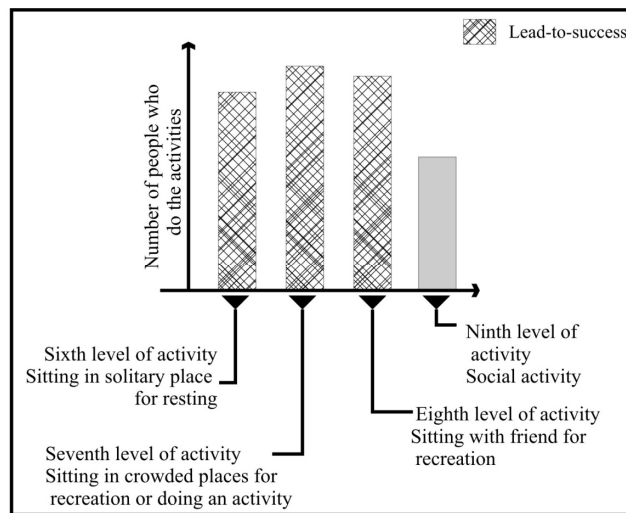 Lead-to-success
Number of people who
do the activities
Sixth level of activity
Sitting in solitary place
for resting
Seventh level of activity
Sitting in crowded places for
recreation or doing an activity
Eighth level of activity
Sitting with friend for
recreation
Ninth level of
activity
Social activity